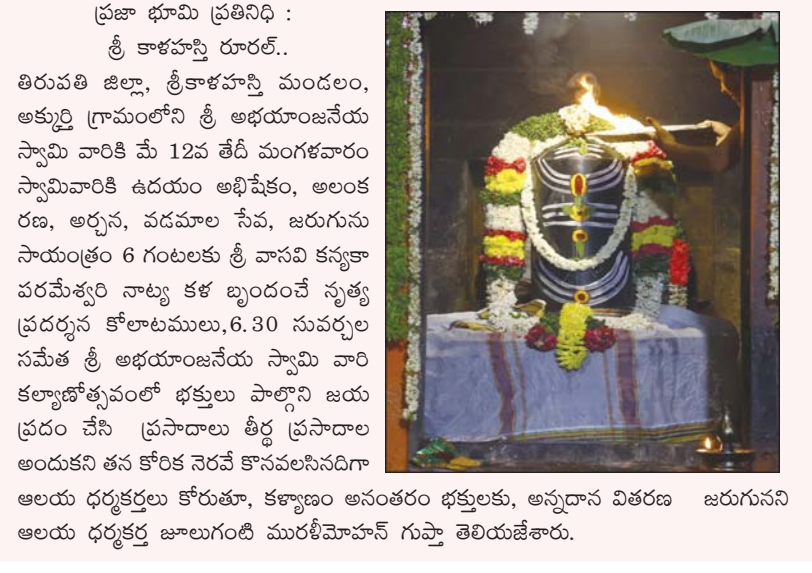 ప్రజా భూమి ప్రతినిధి :
శ్రీ కాళహస్తి రూరల్..
తిరుపతి జిల్లా, శ్రీకాళహస్తి మండలం,
అక్కుర్తి గ్రామంలోని శ్రీ అభయాంజనేయ
స్వామి వారికి మే 12వ తేదీ మంగళవారం
స్వామివారికి ఉదయం అభిషేకం, అలంక
రణ, అర్చన, వడమాల సేవ, జరుగును
సాయంత్రం 6 గంటలకు శ్రీ వాసవి కన్యకా
పరమేశ్వరి నాట్య కళ బృందంచే నృత్య
ప్రదర్శన కోలాటములు,6.30 సువర్చల
సమేత శ్రీ అభయాంజనేయ స్వామి వారి
కల్యాణోత్సవంలో భక్తులు పాల్గొని జయ
ప్రదం చేసి ప్రసాదాలు తీర్థ ప్రసాదాల
అందుకని తన కోరిక నెరవే కొనవలసినదిగా
ఆలయ ధర్మకర్తలు కోరుతూ, కళ్యాణం అనంతరం భక్తులకు, అన్నదాన వితరణ జరుగునని
ఆలయ ధర్మకర్త జూలుగంటి మురళీమోహన్ గుప్తా తెలియజేశారు.